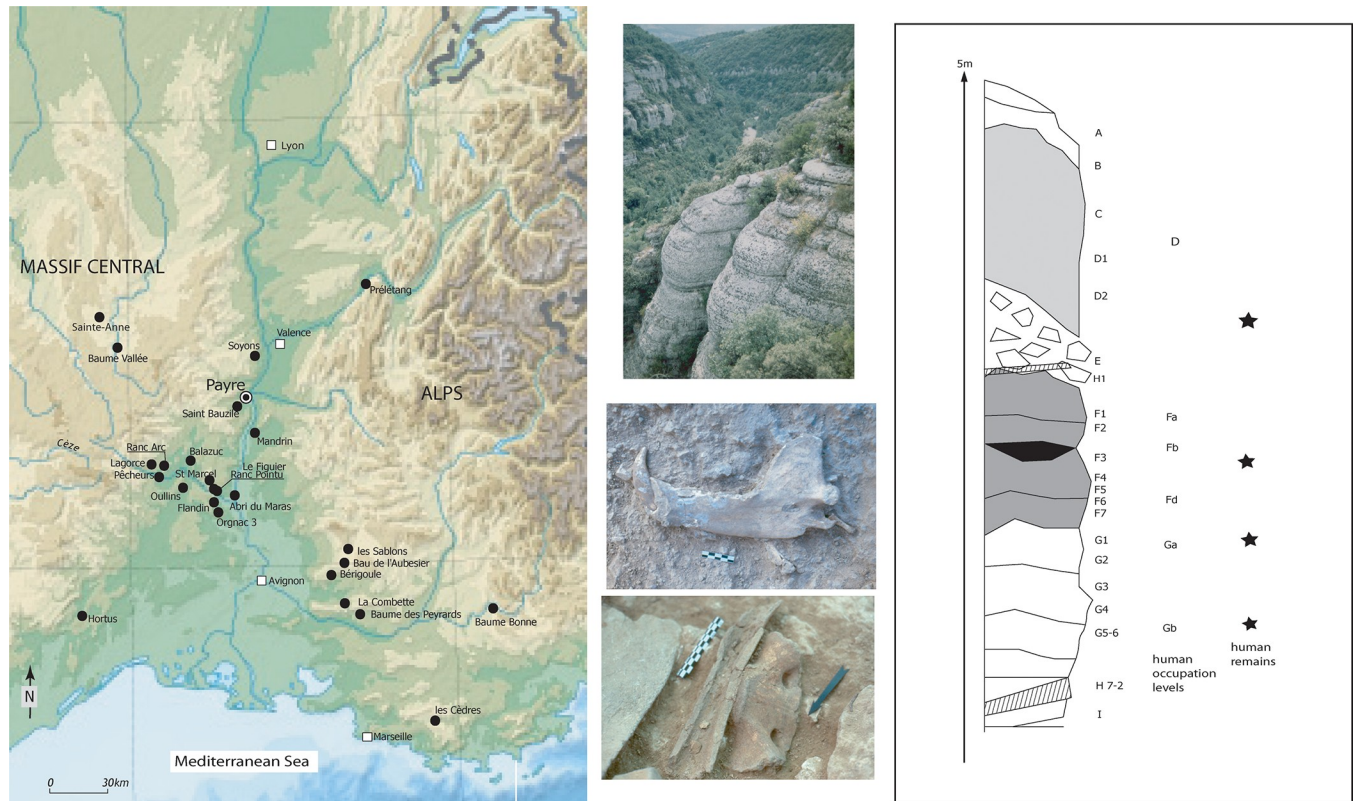 Lyon
MASSIF CENTRAL
Prélétang
Sainte-Anne
Valence
Baume Vallée
Soyons
Payre
ALPS
Saint Bauzile
Mandrin
Cèze
Ranc Arc
Balazuc
Lagorce
Le Figuier
Pêcheurs
St Marcel
Ranc Pointu
Oullins
Flandin
Abri du Maras
Orgnac 3
les Sablons
Bau de l'Aubesier
Bérigoule
Avignon
La Combette
Baume des Peyrards
Baume Bonne
Hortus
N
les Cèdres
Marseille
Mediterranean Sea
0 30km
5m
A
B
C
D
D1
D2
E
H1
F1
Fa
F2
Fb
F3
F4
F5
F6
Fd
F7
G1
Ga
G2
G3
G4
G5-6
Gb
human
remains
human
occupation
levels
H 7-2
I